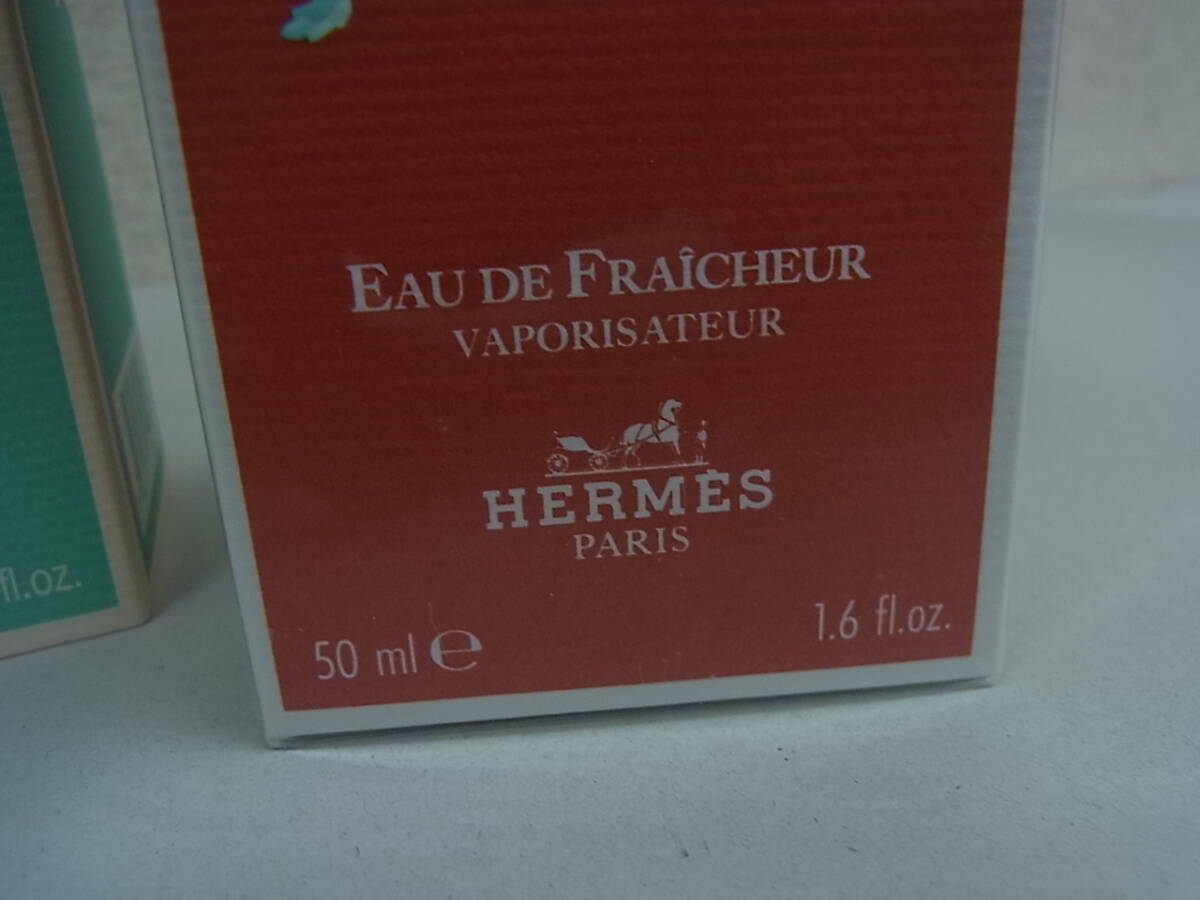 EAU DE FRAÎCHEUR
VAPORISATEUR
HERMÈS
PARIS
50 ml ℮
1.6 fl.oz.
fl.oz.